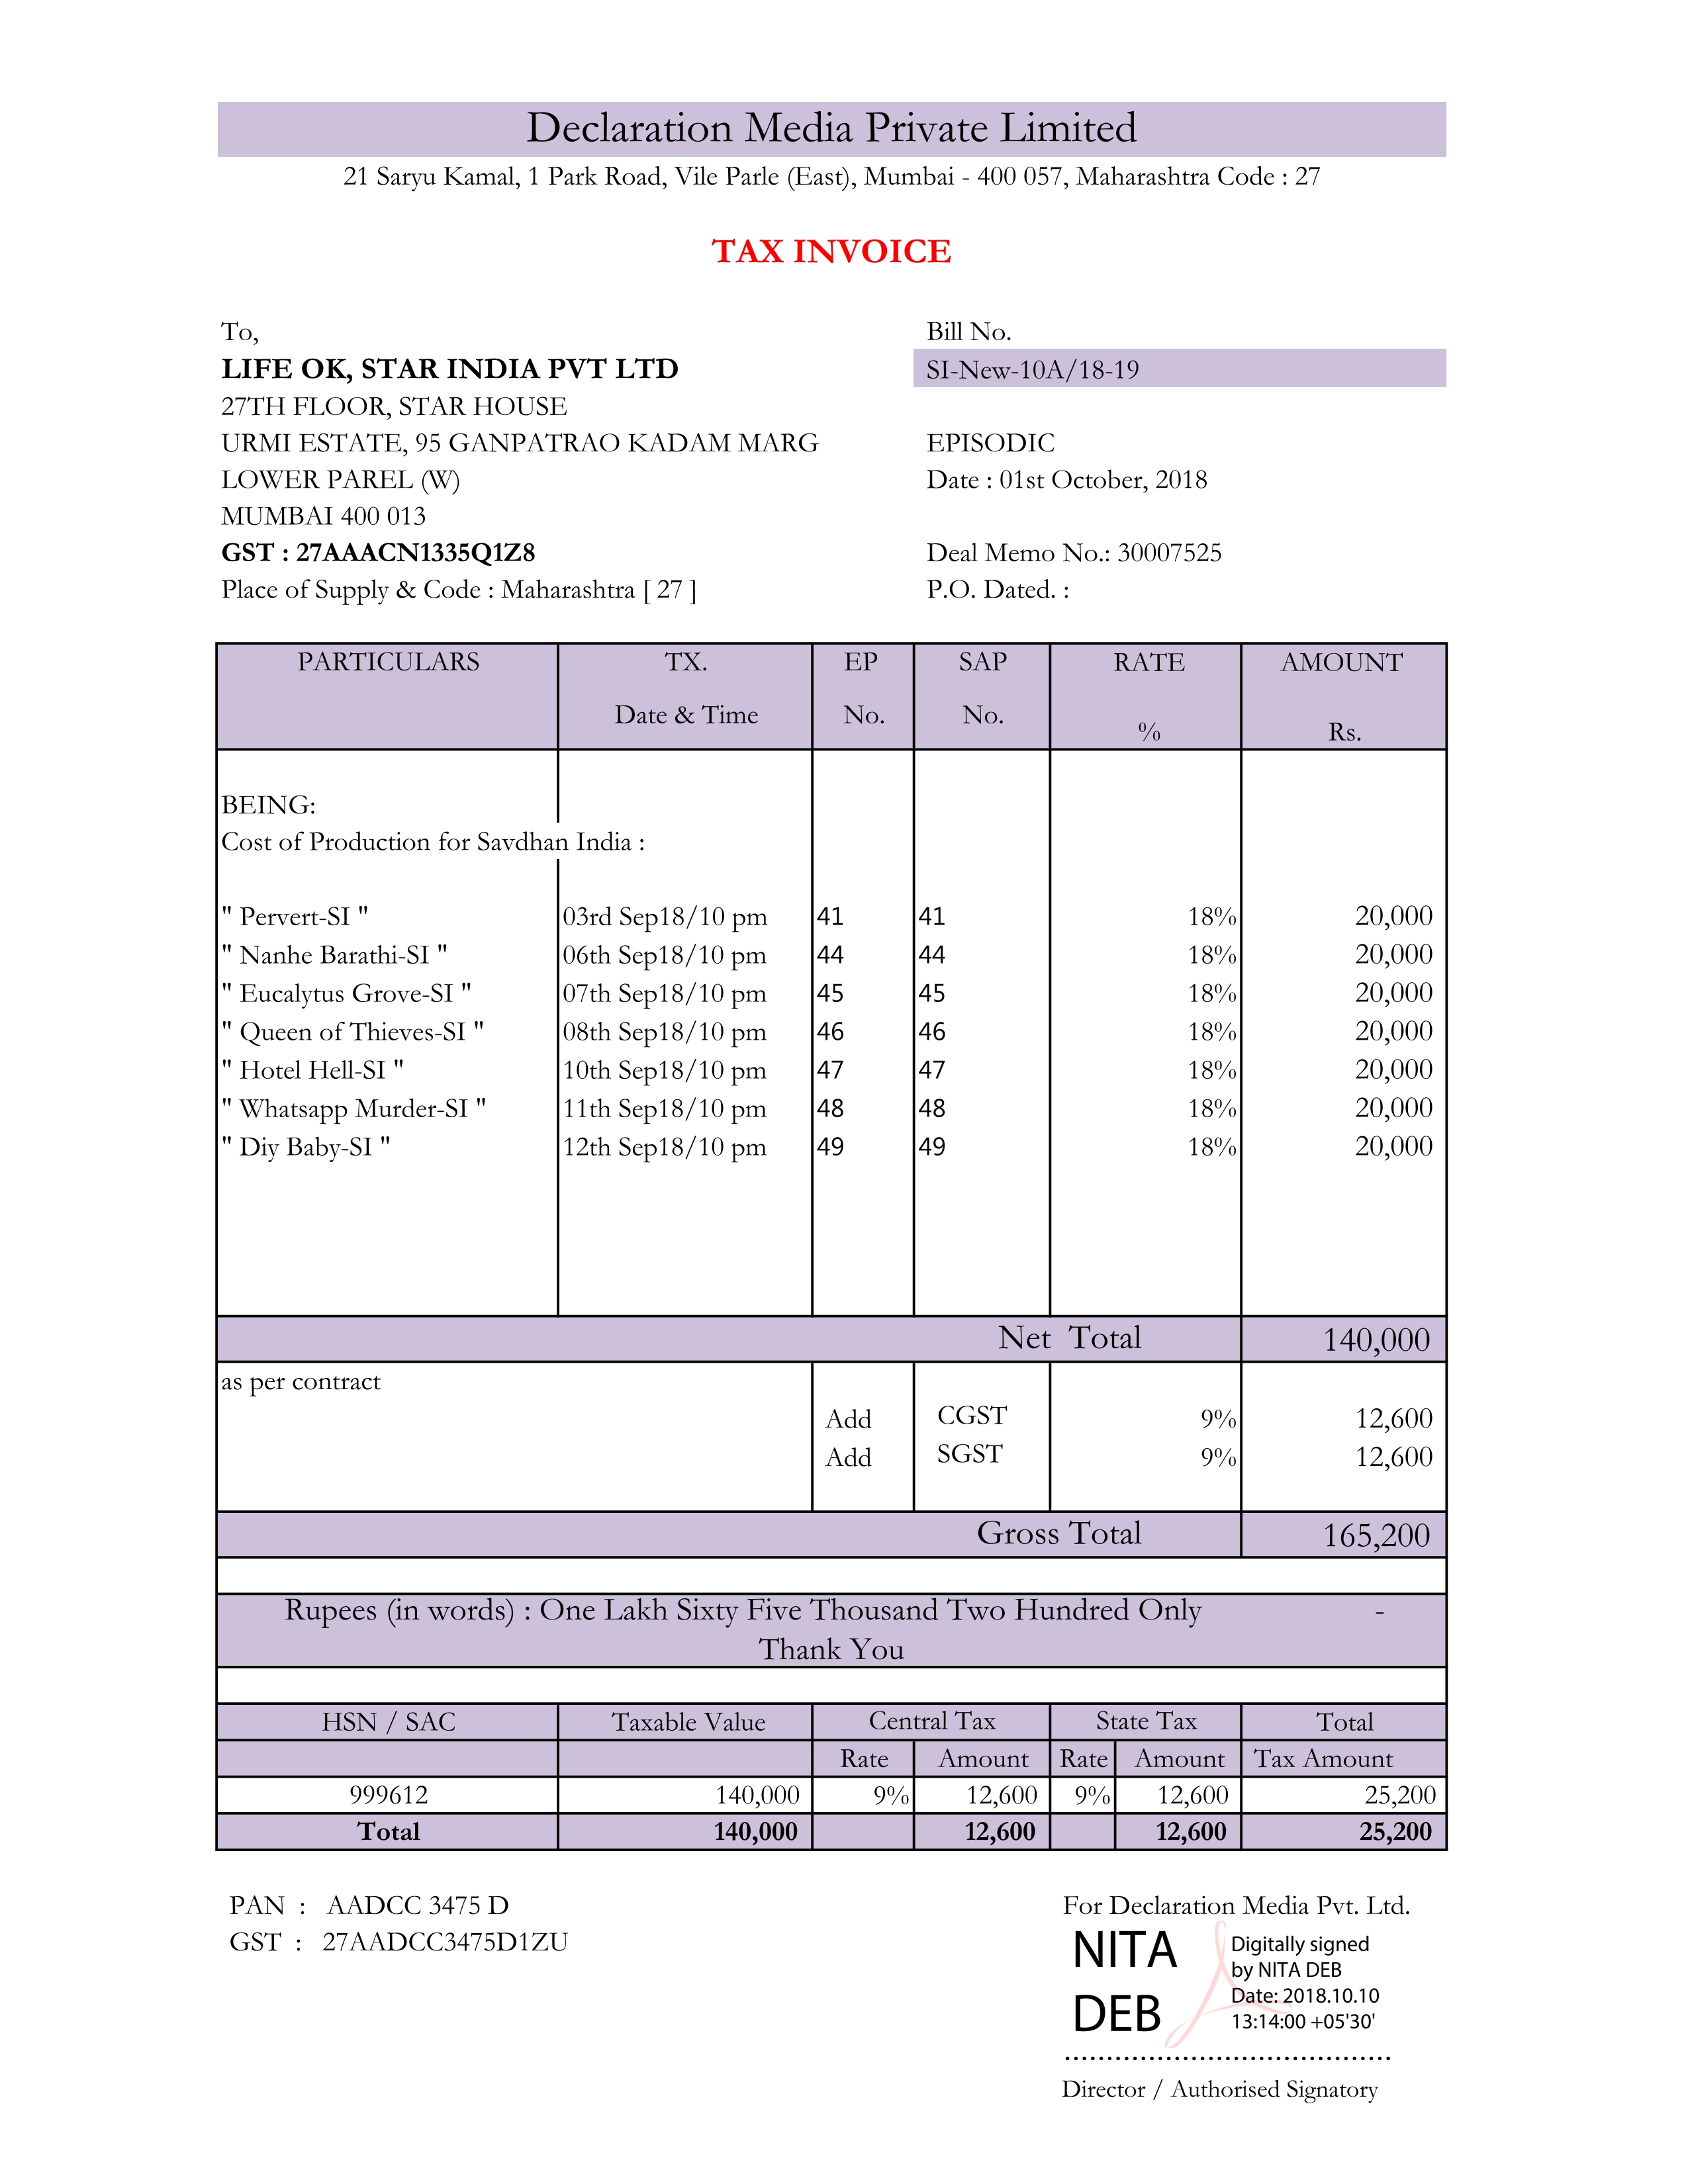 Declaration Media Private Limited
21 Saryu Kamal, 1 Park Road, Vile Parle (East), Mumbai - 400 057, Maharashtra Code : 27
TAX INVOICE
To,
Bill No.
LIFE OK, STAR INDIA PVT LTD
SI-New-10A/18-19
27TH FLOOR, STAR HOUSE
URMI ESTATE, 95 GANPATRAO KADAM MARG
EPISODIC
LOWER PAREL (W)
Date : 01st October, 2018
MUMBAI 400 013
GST : 27AAACN1335Q1Z8
Deal Memo No.: 30007525
Place of Supply & Code : Maharashtra [ 27 ]
P.O. Dated. :
PARTICULARS TX. EP SAP RATE AMOUNT
Date & Time No. No. % Rs.
BEING:
Cost of Production for Savdhan India :
" Pervert-SI " 03rd Sep18/10 pm 41 41 18% 20,000
" Nanhe Barathi-SI " 06th Sep18/10 pm 44 44 18% 20,000
" Eucalytus Grove-SI " 07th Sep18/10 pm 45 45 18% 20,000
" Queen of Thieves-SI " 08th Sep18/10 pm 46 46 18% 20,000
" Hotel Hell-SI " 10th Sep18/10 pm 47 47 18% 20,000
" Whatsapp Murder-SI " 11th Sep18/10 pm 48 48 18% 20,000
" Diy Baby-SI " 12th Sep18/10 pm 49 49 18% 20,000
Net Total 140,000
as per contract
Add CGST 9% 12,600
Add SGST 9% 12,600
Gross Total 165,200
Rupees (in words) : One Lakh Sixty Five Thousand Two Hundred Only -
Thank You
HSN / SAC Taxable Value Central Tax State Tax Total
Rate Amount Rate Amount Tax Amount
999612 140,000 9% 12,600 9% 12,600 25,200
Total 140,000 12,600 12,600 25,200
PAN : AADCC 3475 D
GST : 27AADCC3475D1ZU
For Declaration Media Pvt. Ltd.
NITA
DEB
Digitally signed
by NITA DEB
Date: 2018.10.10
13:14:00 +05'30'
Director / Authorised Signatory